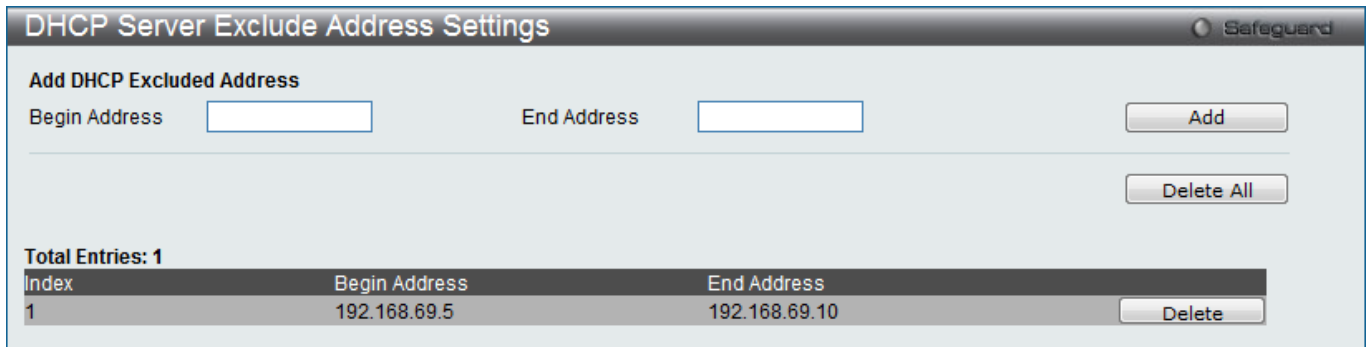 DHCP Server Exclude Address Settings Safeguard
Add DHCP Excluded Address
Begin Address End Address Add
Delete All
Total Entries: 1
Index Begin Address End Address
1 192.168.69.5 192.168.69.10 Delete